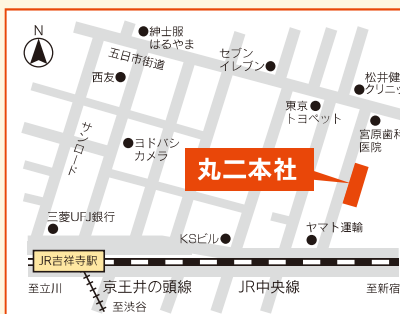 N
紳士服
はるやま
五日市街道
セブン
イレブン
西友
松井健
クリニッ
東京
トヨペット
宮原歯科
医院
サンロード
ヨドバシ
カメラ
丸二本社
三菱UFJ銀行
KSビル
ヤマト運輸
JR吉祥寺駅
至立川
京王井の頭線
JR中央線
至新宿
至渋谷